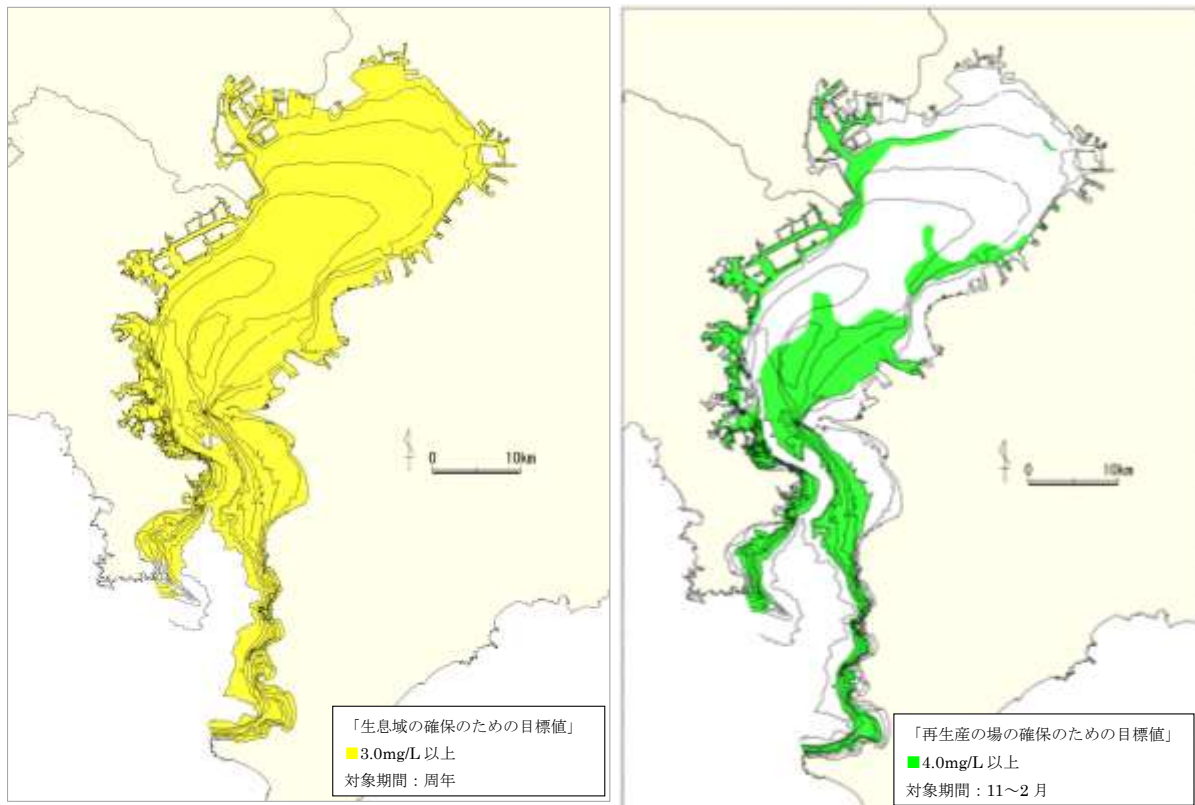 0 10km
「生息域の確保のための目標値」
■3.0mg/L 以上
対象期間：周年
0 10km
「再生産の場の確保のための目標値」
■4.0mg/L 以上
対象期間：11～2 月